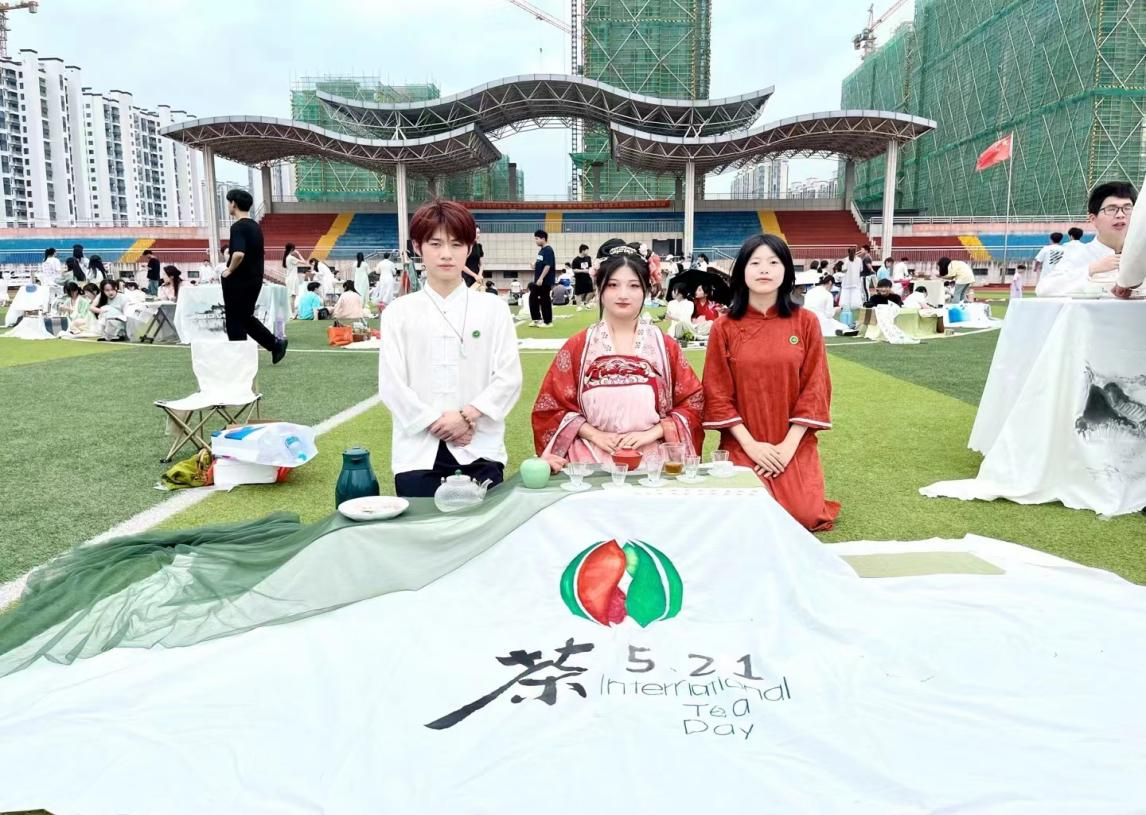 茶 5.21
International
Tea
Day